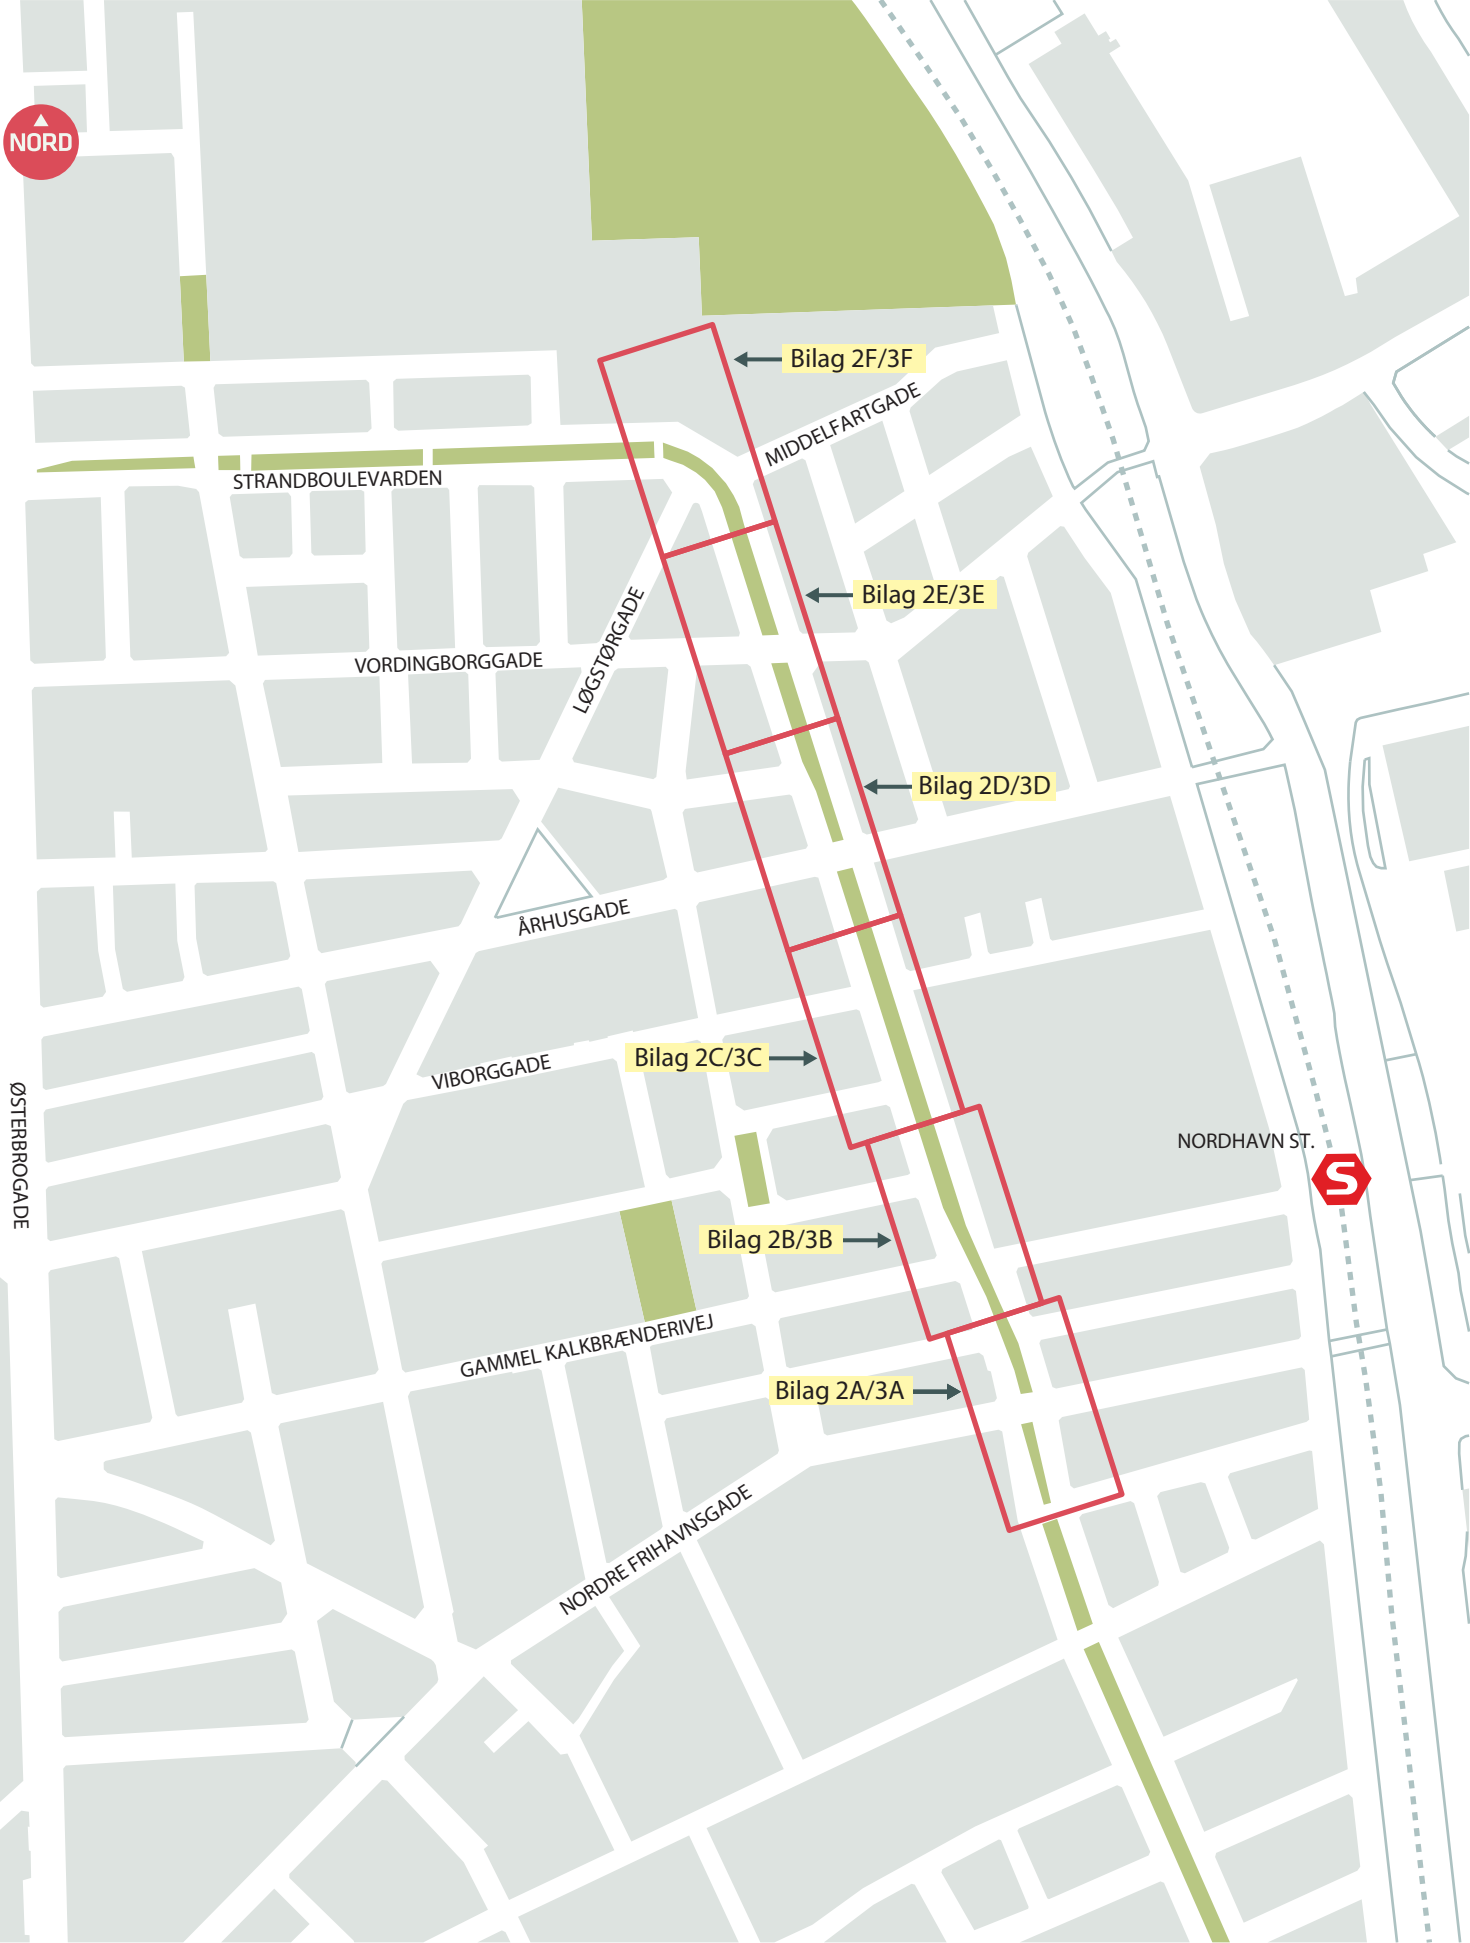 NORD
Bilag 2F/3F
MIDDELFARTGADE
STRANDBOULEVARDEN
Bilag 2E/3E
LØGSTØRGADE
VORDINGBORGGADE
Bilag 2D/3D
ÅRHUSGADE
Bilag 2C/3C
VIBORGGADE
ØSTERBROGADE
NORDHAVN ST.
S
Bilag 2B/3B
GAMMEL KALKBRÆNDERIVEJ
Bilag 2A/3A
NORDRE FRIHAVNSGADE